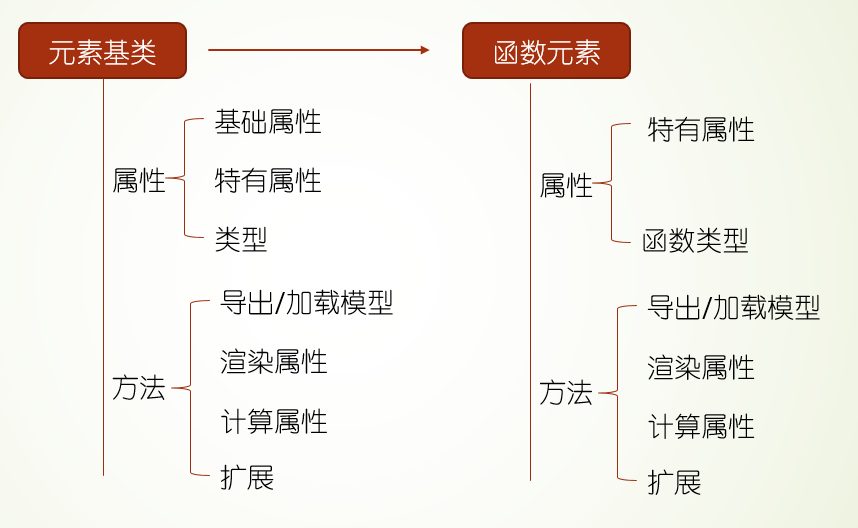 元素基类
属性
基础属性
特有属性
类型
方法
导出/加载模型
渲染属性
计算属性
扩展
函数元素
属性
特有属性
函数类型
方法
导出/加载模型
渲染属性
计算属性
扩展